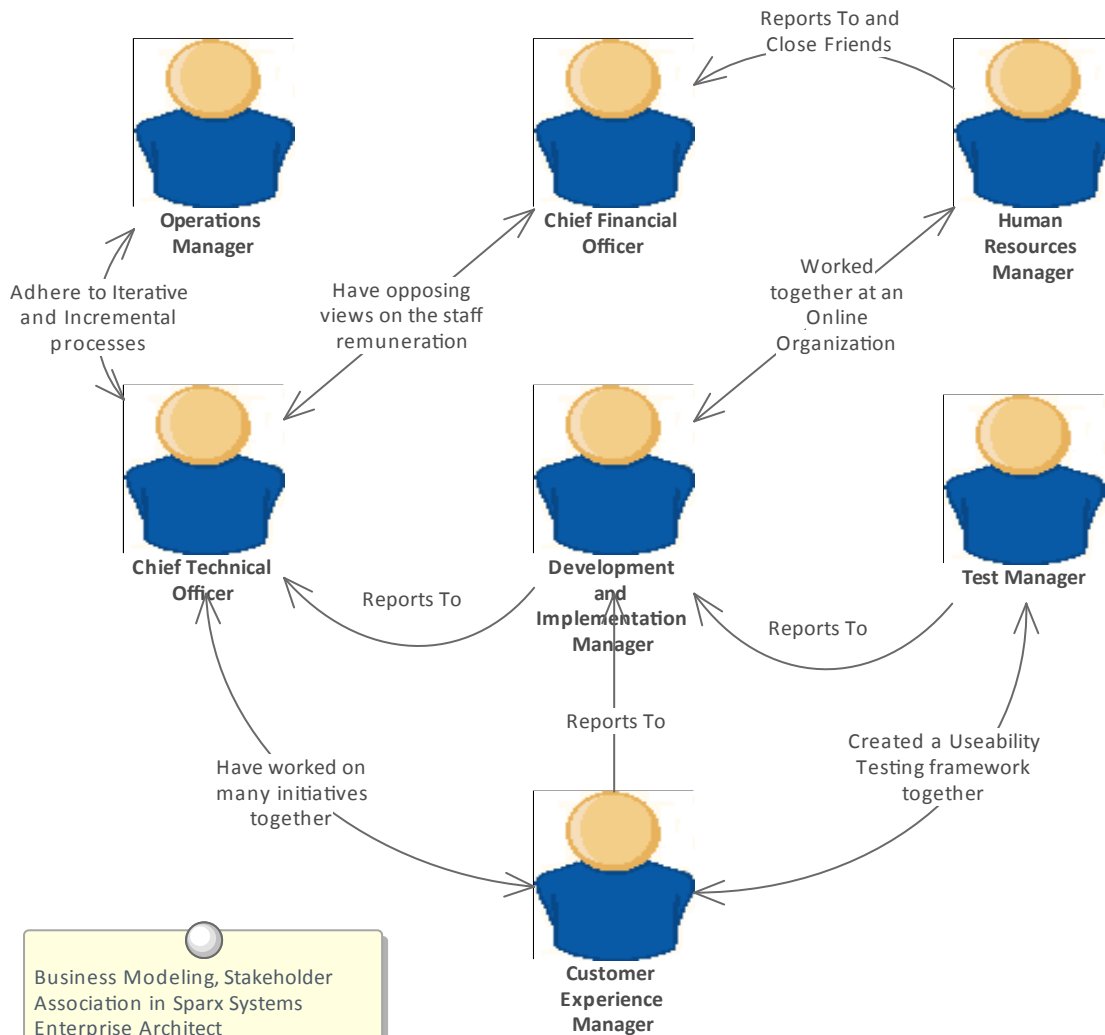 Reports To and
Close Friends
Operations
Manager
Chief Financial
Officer
Human
Resources
Manager
Adhere to Iterative
and Incremental
processes
Have opposing
views on the staff
remuneration
Worked
together at an
Online
Organization
Chief Technical
Officer
Development
and
Implementation
Manager
Test Manager
Reports To
Reports To
Reports To
Have worked on
many initiatives
together
Created a Useability
Testing framework
together
Customer
Experience
Manager
Business Modeling, Stakeholder
Association in Sparx Systems
Enterprise Architect